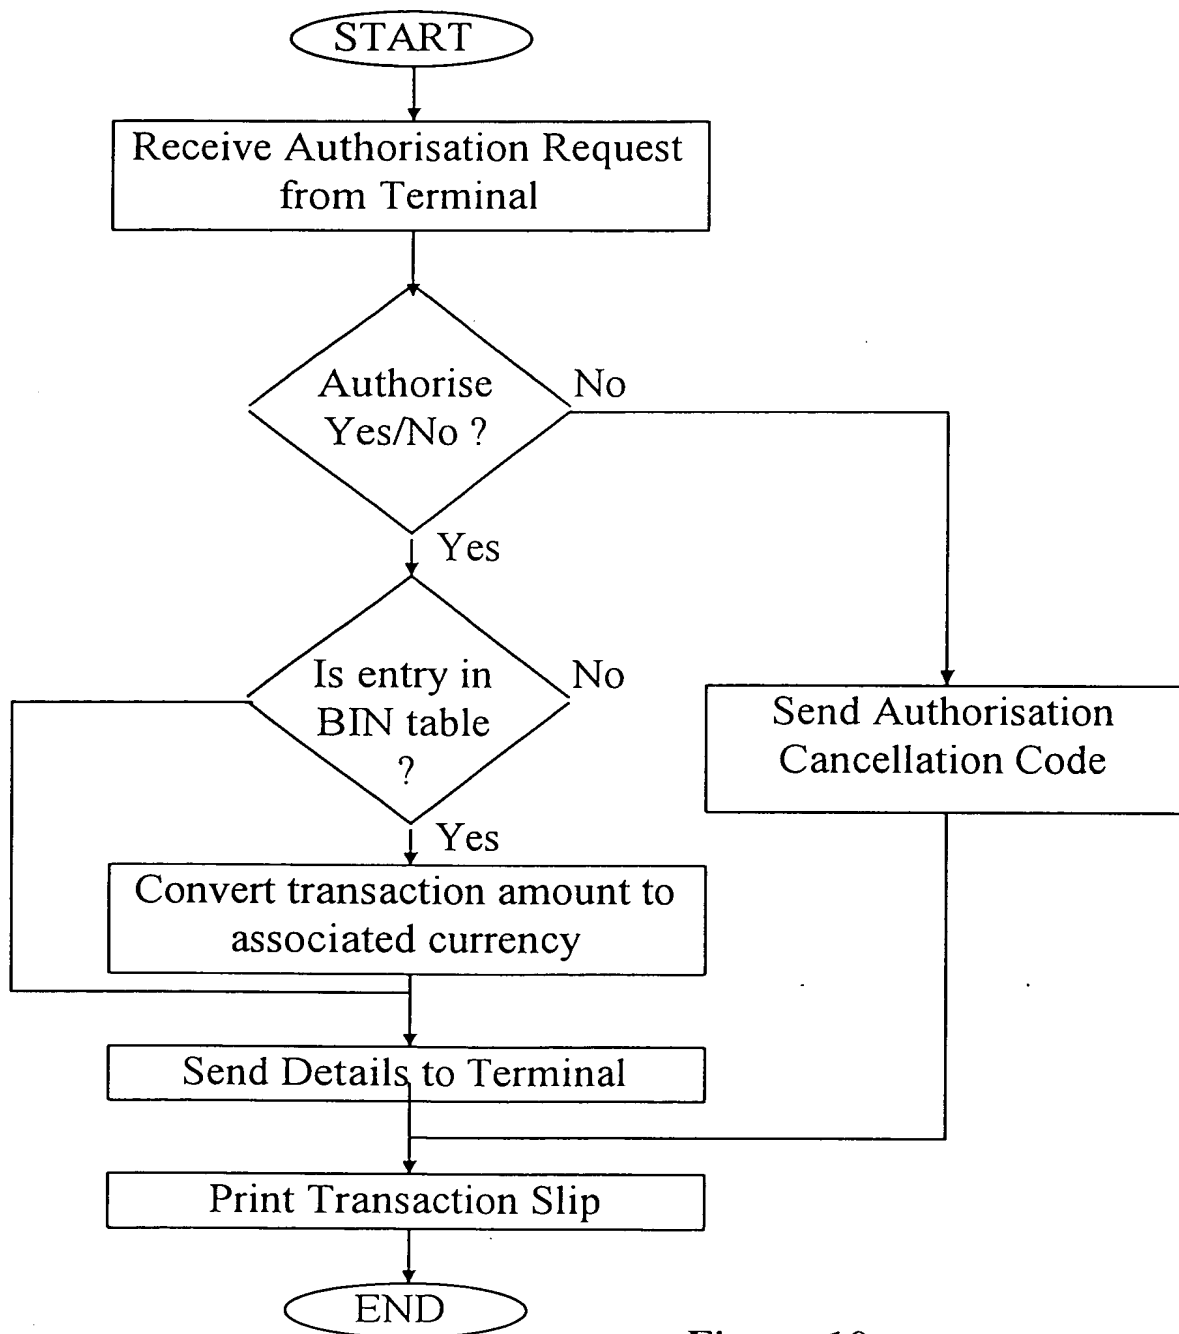 START
Receive Authorisation Request
from Terminal
Authorise
Yes/No ?
No
Yes
Is entry in
BIN table
?
No
Yes
Send Authorisation
Cancellation Code
Convert transaction amount to
associated currency
Send Details to Terminal
Print Transaction Slip
END